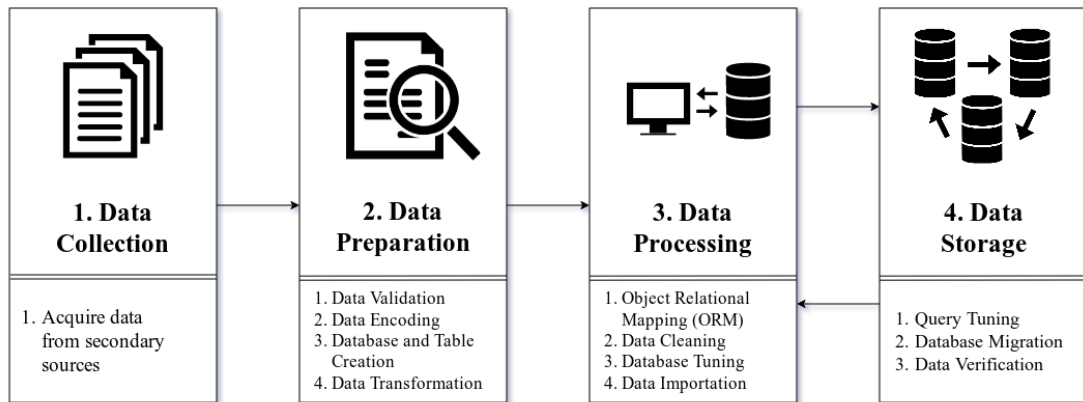 1. Data
Collection
1. Acquire data
from secondary
sources
2. Data
Preparation
1. Data Validation
2. Data Encoding
3. Database and Table
Creation
4. Data Transformation
3. Data
Processing
1. Object Relational
Mapping (ORM)
2. Data Cleaning
3. Database Tuning
4. Data Importation
4. Data
Storage
1. Query Tuning
2. Database Migration
3. Data Verification